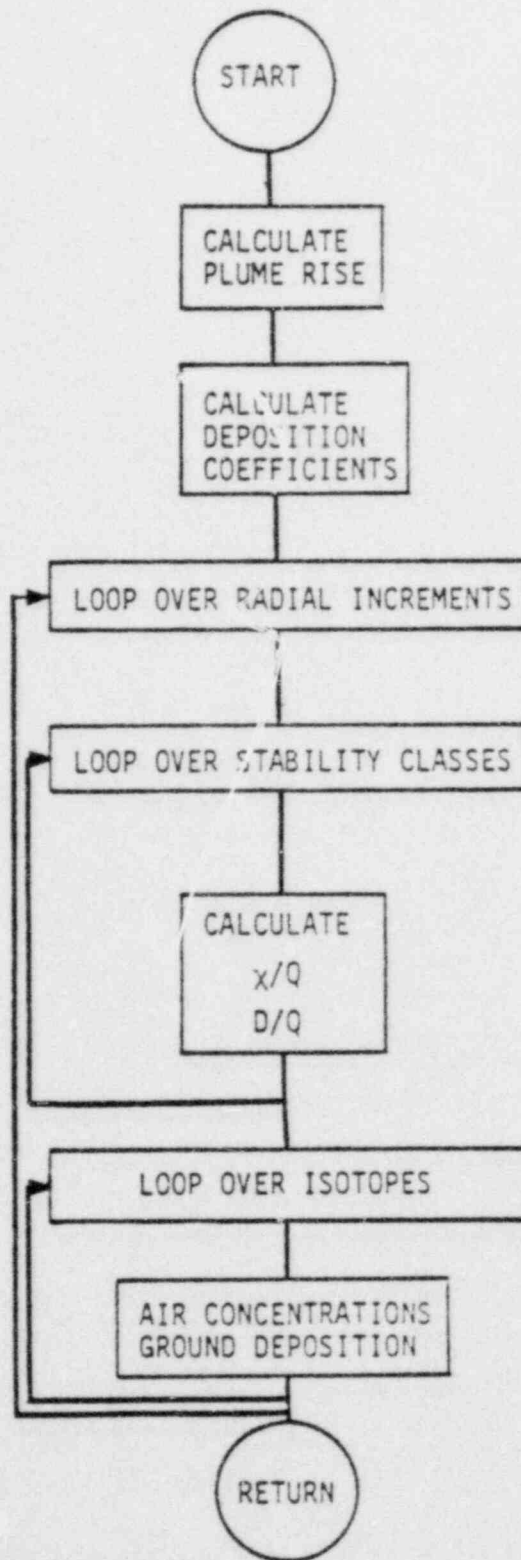 START
CALCULATE
PLUME RISE
CALCULATE
DEPOSITION
COEFFICIENTS
LOOP OVER RADIAL INCREMENTS
LOOP OVER STABILITY CLASSES
CALCULATE
χ/Q
D/Q
LOOP OVER ISOTOPES
AIR CONCENTRATIONS
GROUND DEPOSITION
RETURN